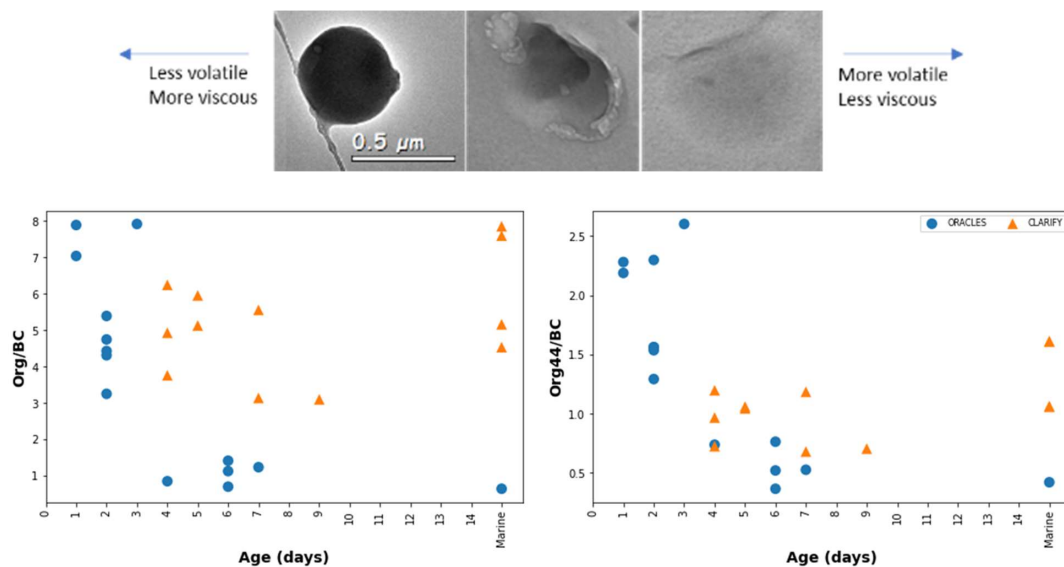 Less volatile
More viscous
0.5 µm
More volatile
Less viscous
8
7
6
5
4
3
2
1
Org/BC
0 1 2 3 4 5 6 7 8 9 10 11 12 13 14 Marine
Age (days)
ORACLES CLARIFY
2.5
2.0
1.5
1.0
0.5
Org44/BC
0 1 2 3 4 5 6 7 8 9 10 11 12 13 14 Marine
Age (days)